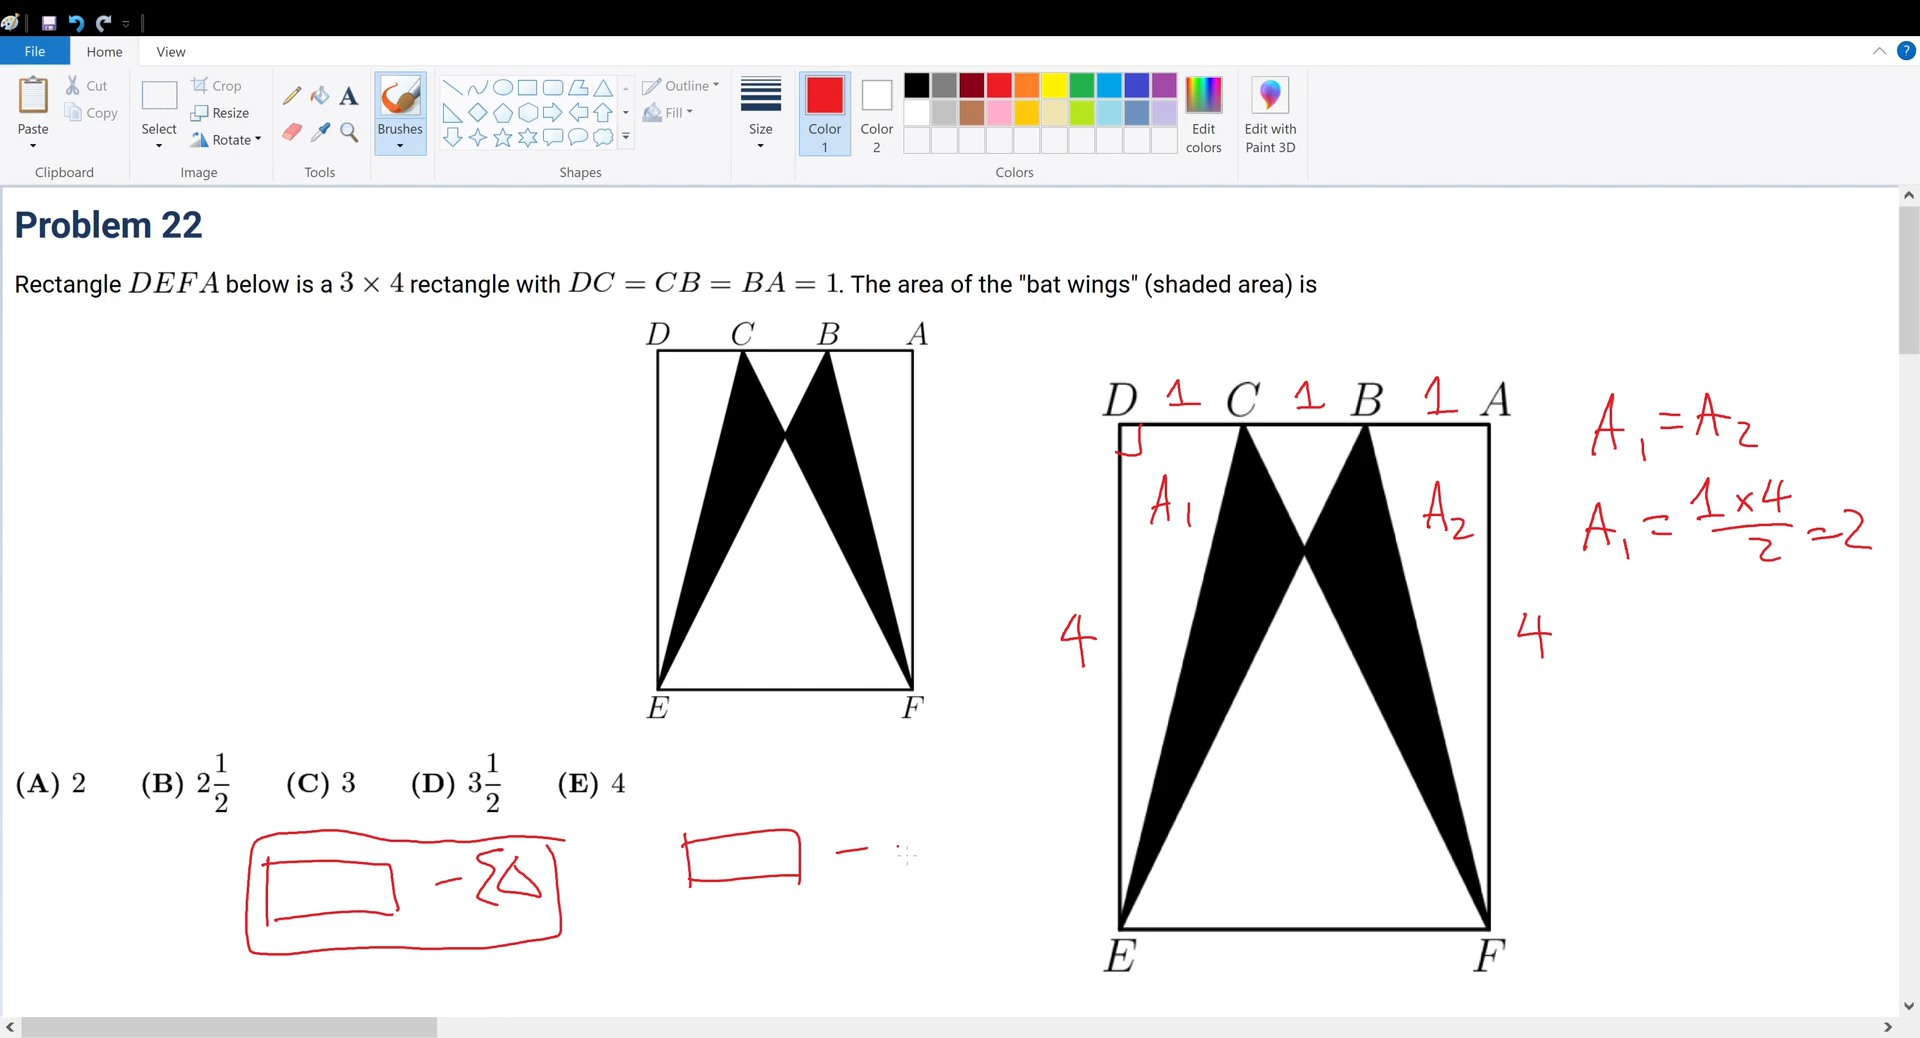 File Home View
Paste
Cut
Copy
Clipboard
Select
Crop
Resize
Rotate
Image
A
Tools
Brushes
Shapes
Outline
Fill
Size
Color 1
Color 2
Edit colors
Edit with Paint 3D
Colors
?
Problem 22
Rectangle DEFA below is a 3 × 4 rectangle with DC = CB = BA = 1. The area of the "bat wings" (shaded area) is
D C B A
E F
D 1 C 1 B 1 A
A₁ A₂
4 4
E F
A₁ = A₂
A₁ = 1 × 4 / 2 = 2
(A) 2 (B) 2 1/2 (C) 3 (D) 3 1/2 (E) 4
− Σ
−